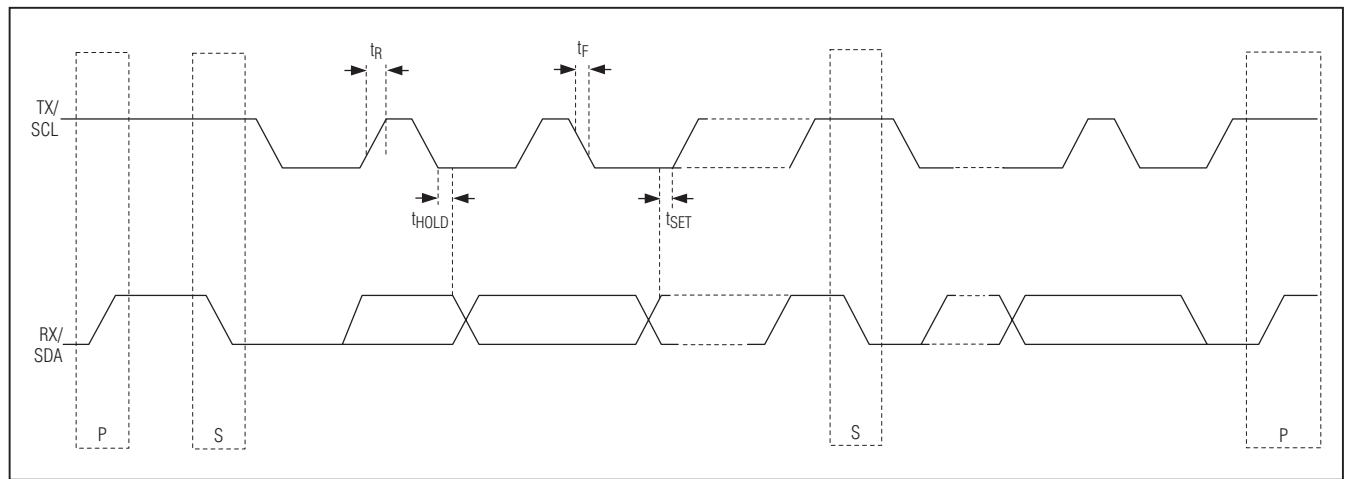 tR
tF
TX/
SCL
tHOLD
tSET
RX/
SDA
P
S
S
P